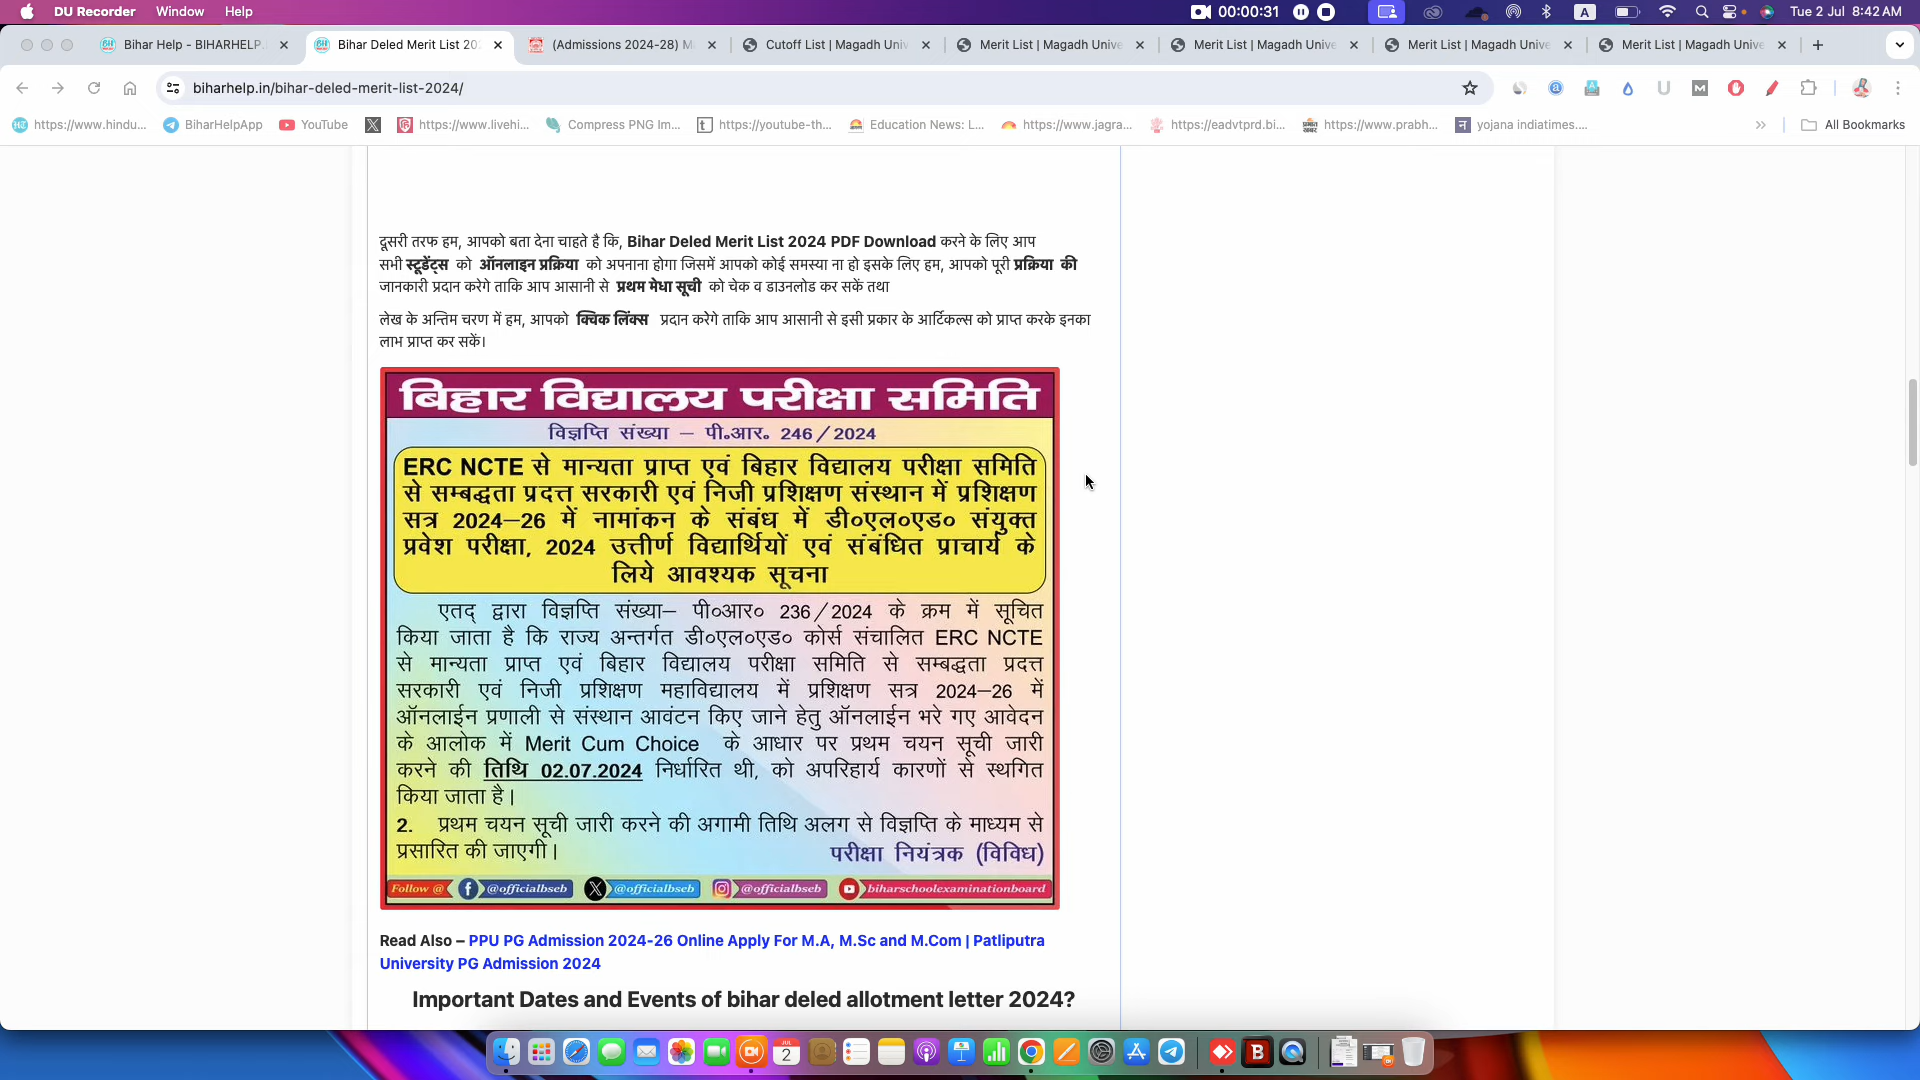 DU Recorder Window Help 00:00:31 A Tue 2 Jul 8:42 AM
Bihar Help - BIHARHELP. Bihar Deled Merit List 20 (Admissions 2024-28) M Cutoff List | Magadh Univ Merit List | Magadh Unive Merit List | Magadh Unive Merit List | Magadh Unive Merit List | Magadh Unive
biharhelp.in/bihar-deled-merit-list-2024/
https://www.hindu... BiharHelpApp YouTube https://www.livehi... Compress PNG Im... https://youtube-th... Education News: L... https://www.jagra... https://eadvtprd.bi... https://www.prabh... yojana indiatimes.... All Bookmarks
दूसरी तरफ हम, आपको बता देना चाहते है कि, Bihar Deled Merit List 2024 PDF Download करने के लिए आप
सभी स्टूडेंट्स को ऑनलाइन प्रक्रिया को अपनाना होगा जिसमें आपको कोई समस्या ना हो इसके लिए हम, आपको पूरी प्रक्रिया की
जानकारी प्रदान करेगे ताकि आप आसानी से प्रथम मेधा सूची को चेक व डाउनलोड कर सकें तथा
लेख के अन्तिम चरण में हम, आपको क्विक लिंक्स प्रदान करेगे ताकि आप आसानी से इसी प्रकार के आर्टिकल्स को प्राप्त करके इनका
लाभ प्राप्त कर सकें।
बिहार विद्यालय परीक्षा समिति
विज्ञप्ति संख्या – पी०आर० 246/2024
ERC NCTE से मान्यता प्राप्त एवं बिहार विद्यालय परीक्षा समिति
से सम्बद्धता प्रदत्त सरकारी एवं निजी प्रशिक्षण संस्थान में प्रशिक्षण
सत्र 2024–26 में नामांकन के संबंध में डी०एल०एड० संयुक्त
प्रवेश परीक्षा, 2024 उत्तीर्ण विद्यार्थियों एवं संबंधित प्राचार्य के
लिये आवश्यक सूचना
एतद् द्वारा विज्ञप्ति संख्या– पी०आर० 236/2024 के क्रम में सूचित
किया जाता है कि राज्य अन्तर्गत डी०एल०एड० कोर्स संचालित ERC NCTE
से मान्यता प्राप्त एवं बिहार विद्यालय परीक्षा समिति से सम्बद्धता प्रदत्त
सरकारी एवं निजी प्रशिक्षण महाविद्यालय में प्रशिक्षण सत्र 2024–26 में
ऑनलाईन प्रणाली से संस्थान आवंटन किए जाने हेतु ऑनलाईन भरे गए आवेदन
के आलोक में Merit Cum Choice के आधार पर प्रथम चयन सूची जारी
करने की तिथि 02.07.2024 निर्धारित थी, को अपरिहार्य कारणों से स्थगित
किया जाता है।
2. प्रथम चयन सूची जारी करने की अगामी तिथि अलग से विज्ञप्ति के माध्यम से
प्रसारित की जाएगी।
परीक्षा नियंत्रक (विविध)
Follow @ @officialbseb @officialbseb @officialbseb biharschoolexaminationboard
Read Also – PPU PG Admission 2024-26 Online Apply For M.A, M.Sc and M.Com | Patliputra
University PG Admission 2024
Important Dates and Events of bihar deled allotment letter 2024?
JUL
2